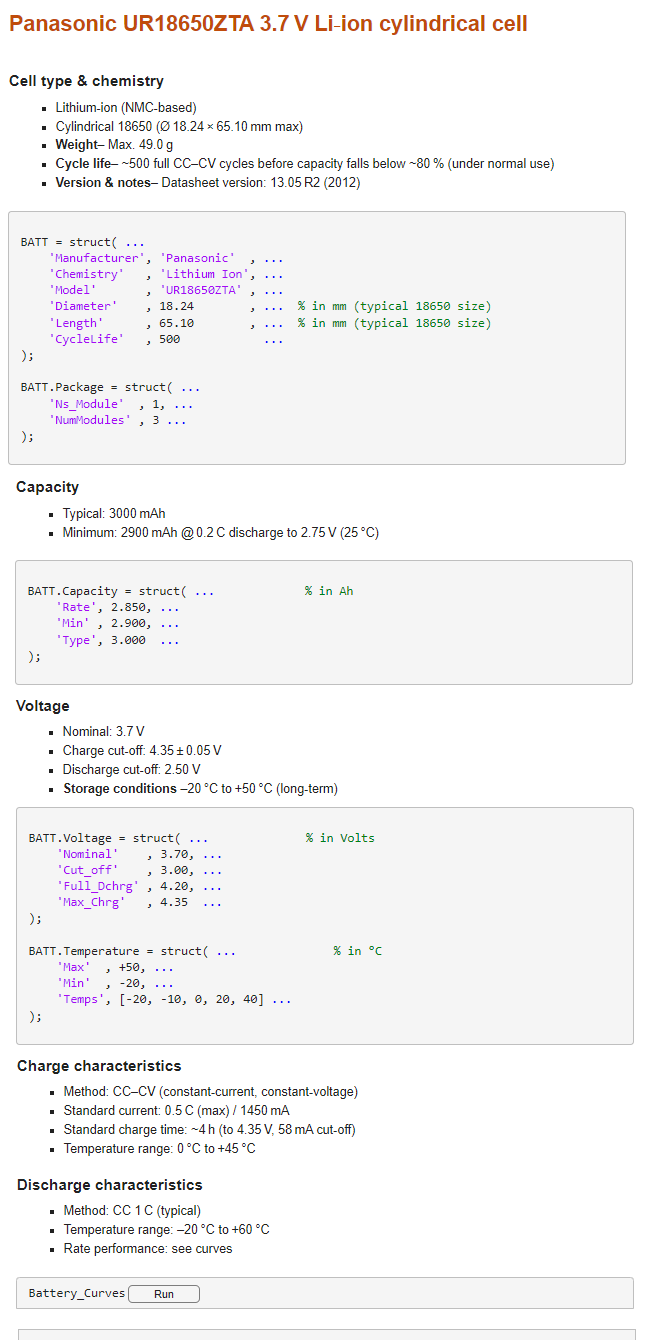 Panasonic UR18650ZTA 3.7 V Li-ion cylindrical cell
Cell type & chemistry
▪ Lithium-ion (NMC-based)
▪ Cylindrical 18650 (Ø 18.24 × 65.10 mm max)
▪ Weight– Max. 49.0 g
▪ Cycle life– ~500 full CC–CV cycles before capacity falls below ~80 % (under normal use)
▪ Version & notes– Datasheet version: 13.05 R2 (2012)
BATT = struct( ...
'Manufacturer', 'Panasonic' , ...
'Chemistry' , 'Lithium Ion', ...
'Model' , 'UR18650ZTA' , ...
'Diameter' , 18.24 , ... % in mm (typical 18650 size)
'Length' , 65.10 , ... % in mm (typical 18650 size)
'CycleLife' , 500 ...
);
BATT.Package = struct( ...
'Ns_Module' , 1, ...
'NumModules' , 3 ...
);
Capacity
▪ Typical: 3000 mAh
▪ Minimum: 2900 mAh @ 0.2 C discharge to 2.75 V (25 °C)
BATT.Capacity = struct( ... % in Ah
'Rate', 2.850, ...
'Min' , 2.900, ...
'Type', 3.000 ...
);
Voltage
▪ Nominal: 3.7 V
▪ Charge cut-off: 4.35 ± 0.05 V
▪ Discharge cut-off: 2.50 V
▪ Storage conditions –20 °C to +50 °C (long-term)
BATT.Voltage = struct( ... % in Volts
'Nominal' , 3.70, ...
'Cut_off' , 3.00, ...
'Full_Dchrg' , 4.20, ...
'Max_Chrg' , 4.35 ...
);
BATT.Temperature = struct( ... % in °C
'Max' , +50, ...
'Min' , -20, ...
'Temps', [-20, -10, 0, 20, 40] ...
);
Charge characteristics
▪ Method: CC–CV (constant-current, constant-voltage)
▪ Standard current: 0.5 C (max) / 1450 mA
▪ Standard charge time: ~4 h (to 4.35 V, 58 mA cut-off)
▪ Temperature range: 0 °C to +45 °C
Discharge characteristics
▪ Method: CC 1 C (typical)
▪ Temperature range: –20 °C to +60 °C
▪ Rate performance: see curves
Battery_Curves Run